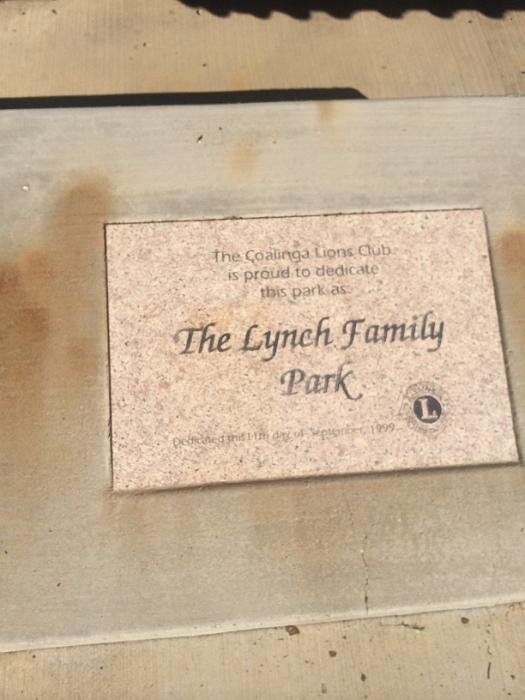 The Coalinga Lions Club
is proud to dedicate
this park as:
The Lynch Family
Park
L
Dedicated this 11th day of September, 1999